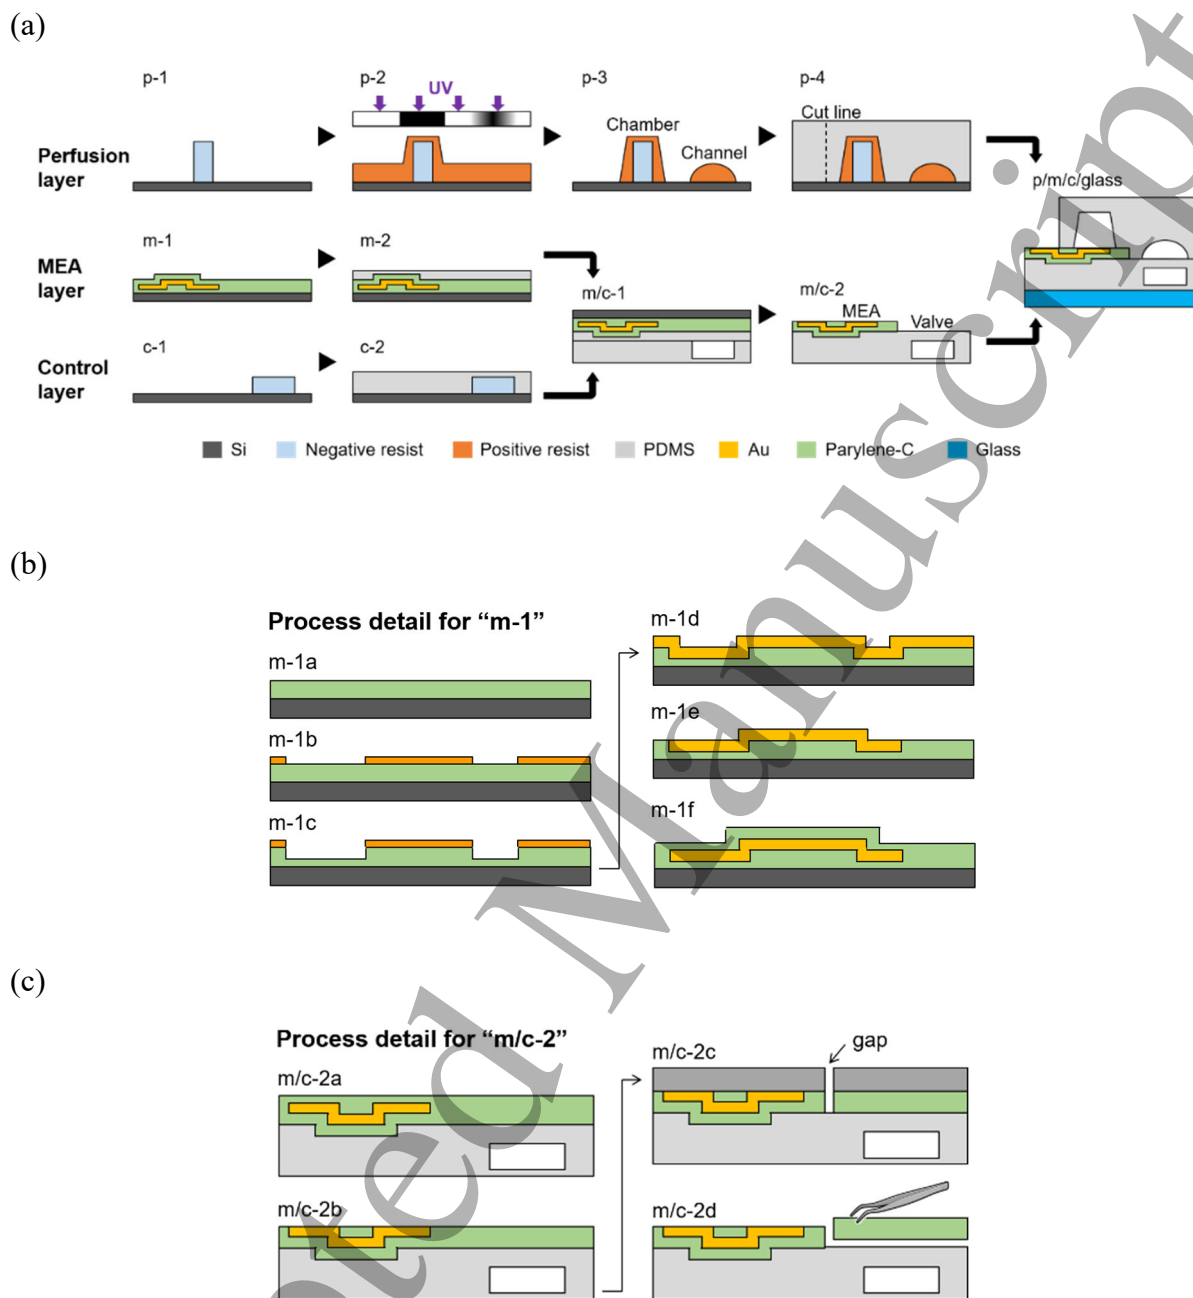 (a)
p-1
p-2
p-3
p-4
UV
Cut line
Chamber
Channel
Perfusion
layer
p/m/c/glass
m-1
m-2
MEA
layer
m/c-1
m/c-2
MEA
Valve
c-1
c-2
Control
layer
Si
Negative resist
Positive resist
PDMS
Au
Parylene-C
Glass
(b)
Process detail for “m-1”
m-1a
m-1b
m-1c
m-1d
m-1e
m-1f
(c)
Process detail for “m/c-2”
m/c-2a
m/c-2b
m/c-2c
gap
m/c-2d
pted Manuscript